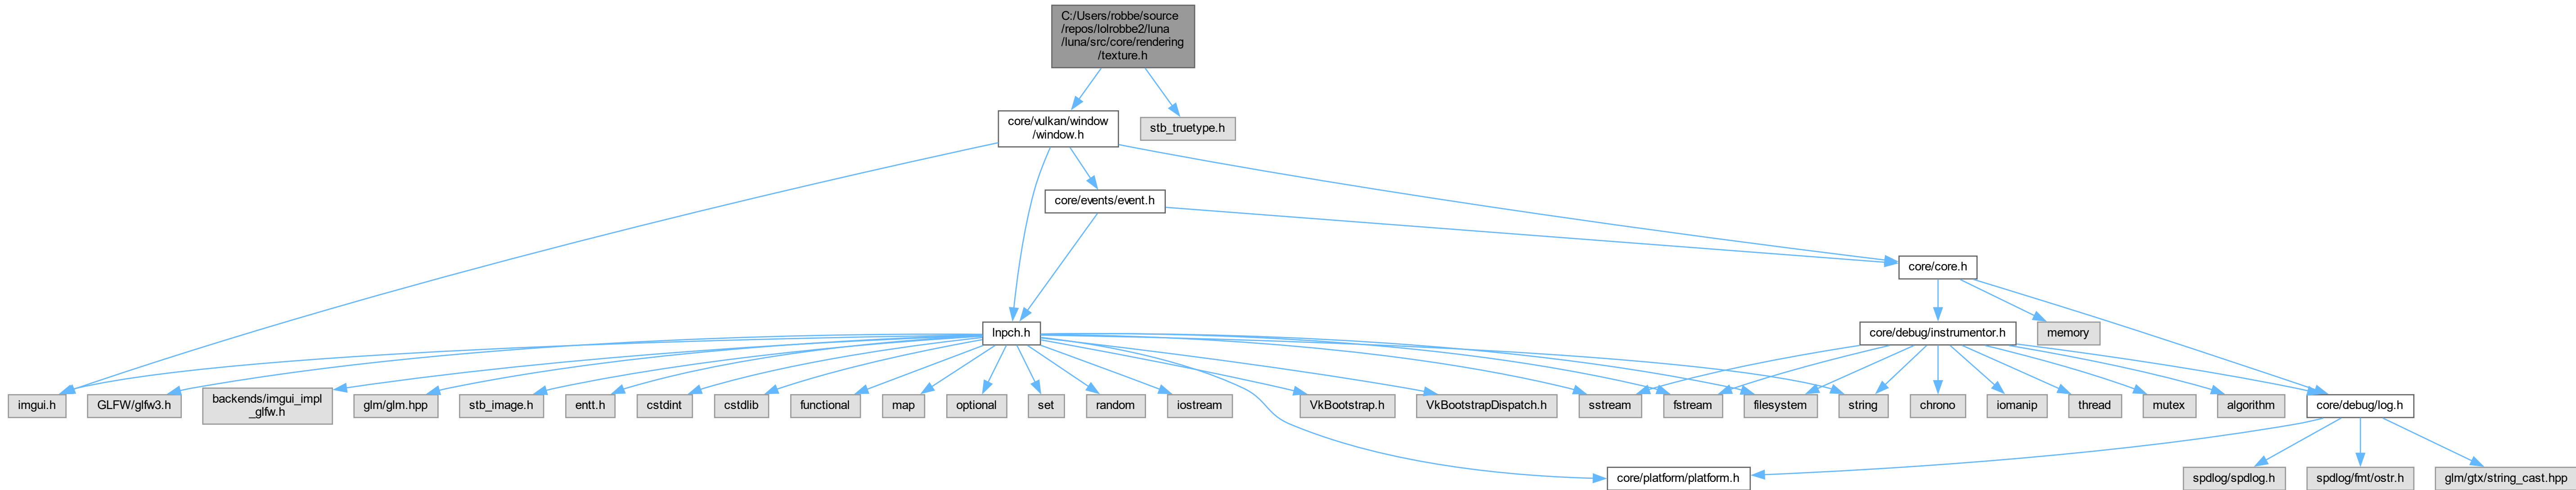 C:/Users/robbe/source
/repos/lolrobbe2/luna
/luna/src/core/rendering
/texture.h
core/vulkan/window
/window.h
stb_truetype.h
core/events/event.h
core/core.h
lnpch.h
core/debug/instrumentor.h
memory
imgui.h
GLFW/glfw3.h
backends/imgui_impl
_glfw.h
glm/glm.hpp
stb_image.h
entt.h
cstdint
cstdlib
functional
map
optional
set
random
iostream
VkBootstrap.h
VkBootstrapDispatch.h
sstream
fstream
filesystem
string
chrono
iomanip
thread
mutex
algorithm
core/debug/log.h
core/platform/platform.h
spdlog/spdlog.h
spdlog/fmt/ostr.h
glm/gtx/string_cast.hpp